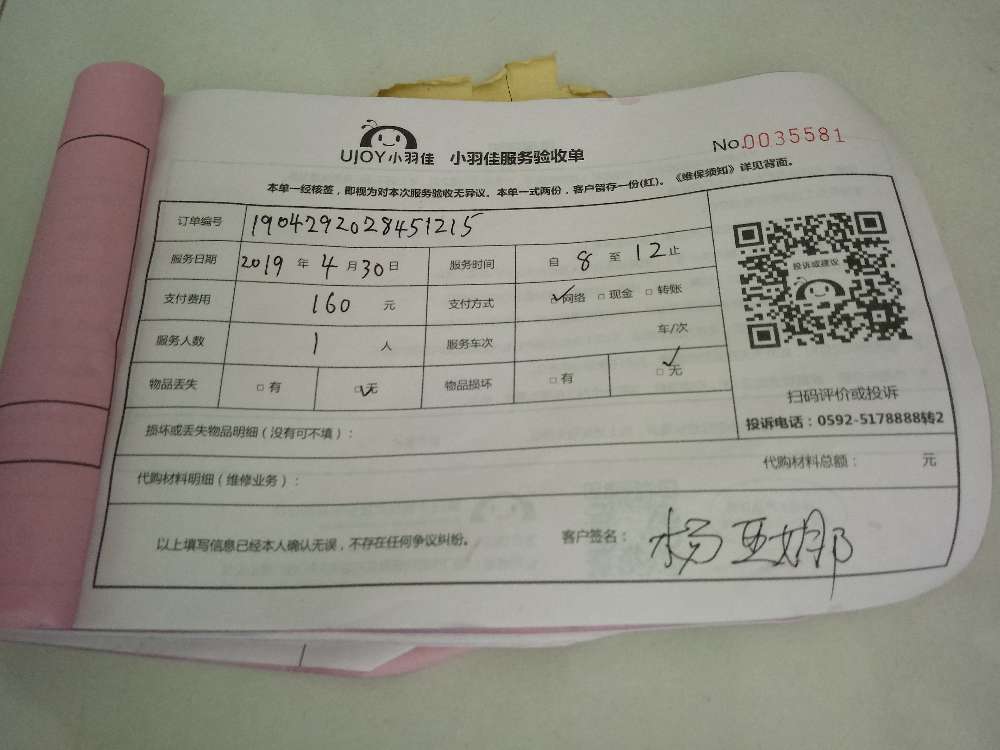 UJOY小羽佳 小羽佳服务验收单 No.0035581
本单一经核签，即视为对本次服务验收无异议。本单一式两份，客户留存一份(红)。《维保须知》详见背面。
订单编号 1904292028451215
服务日期 2019 年 4 月 30 日 服务时间 自 8 至 12 止
支付费用 160 元 支付方式 ☑网络 □现金 □转账
服务人数 1 人 服务车次 车/次
物品丢失 □有 ☑无 物品损坏 □有 ☑无
投诉或建议
扫码评价或投诉
投诉电话：0592-5178888转2
损坏或丢失物品明细（没有可不填）：
代购材料明细（维修业务）： 代购材料总额： 元
以上填写信息已经本人确认无误，不存在任何争议纠纷。 客户签名： 杨亚娜